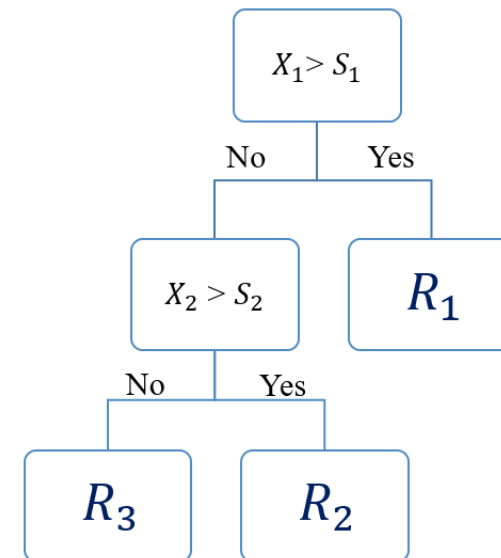 X₁> S₁
No Yes
X₂ > S₂
R₁
No Yes
R₃
R₂